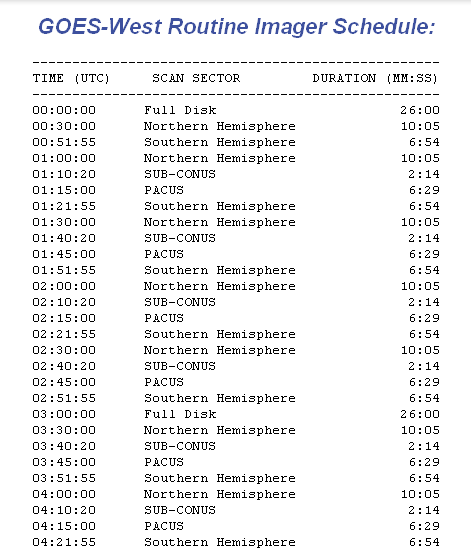 GOES-West Routine Imager Schedule:
--------------------------------------------------
TIME (UTC) SCAN SECTOR DURATION (MM:SS)
--------------------------------------------------
00:00:00 Full Disk 26:00
00:30:00 Northern Hemisphere 10:05
00:51:55 Southern Hemisphere 6:54
01:00:00 Northern Hemisphere 10:05
01:10:20 SUB-CONUS 2:14
01:15:00 PACUS 6:29
01:21:55 Southern Hemisphere 6:54
01:30:00 Northern Hemisphere 10:05
01:40:20 SUB-CONUS 2:14
01:45:00 PACUS 6:29
01:51:55 Southern Hemisphere 6:54
02:00:00 Northern Hemisphere 10:05
02:10:20 SUB-CONUS 2:14
02:15:00 PACUS 6:29
02:21:55 Southern Hemisphere 6:54
02:30:00 Northern Hemisphere 10:05
02:40:20 SUB-CONUS 2:14
02:45:00 PACUS 6:29
02:51:55 Southern Hemisphere 6:54
03:00:00 Full Disk 26:00
03:30:00 Northern Hemisphere 10:05
03:40:20 SUB-CONUS 2:14
03:45:00 PACUS 6:29
03:51:55 Southern Hemisphere 6:54
04:00:00 Northern Hemisphere 10:05
04:10:20 SUB-CONUS 2:14
04:15:00 PACUS 6:29
04:21:55 Southern Hemisphere 6:54